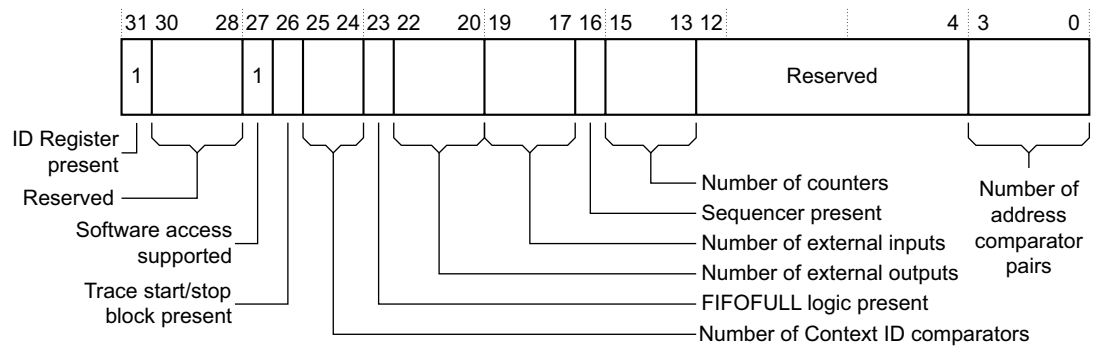 31 30 28 27 26 25 24 23 22 20 19 17 16 15 13 12 4 3 0
1 1 Reserved
ID Register
present
Reserved
Software access
supported
Trace start/stop
block present
Number of counters
Sequencer present
Number of external inputs
Number of external outputs
FIFOFULL logic present
Number of Context ID comparators
Number of
address
comparator
pairs